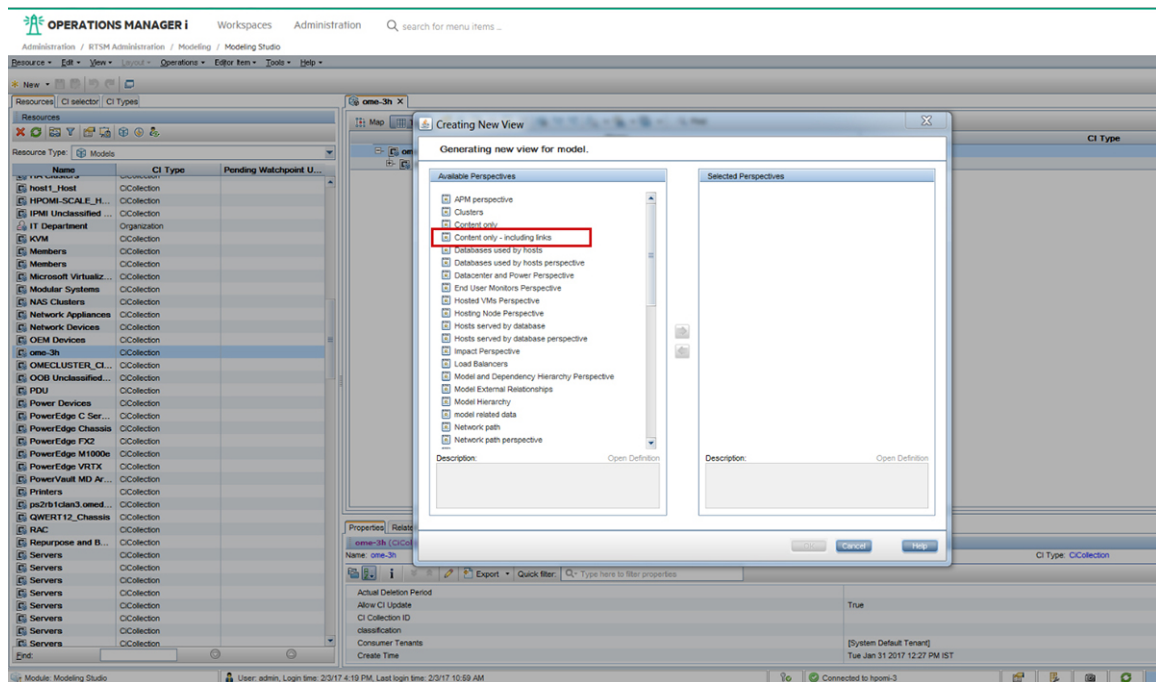 OPERATIONS MANAGER i Workspaces Administration search for menu items ...
Administration / RTSM Administration / Modeling / Modeling Studio
Resource Edit View Layout Operations Editor Item Tools Help
New
Resources CI selector CI Types
Resources
Resource Type: Models
Name CI Type Pending Watchpoint U...
host1_Host CiCollection
HPOMI-SCALE_H... CiCollection
IPMI Unclassified ... CiCollection
IT Department Organization
KVM CiCollection
Members CiCollection
Members CiCollection
Microsoft Virtualiz... CiCollection
Modular Systems CiCollection
NAS Clusters CiCollection
Network Appliances CiCollection
Network Devices CiCollection
OEM Devices CiCollection
ome-3h CiCollection
OMECLUSTER_CI... CiCollection
OOB Unclassified... CiCollection
PDU CiCollection
Power Devices CiCollection
PowerEdge C Ser... CiCollection
PowerEdge Chassis CiCollection
PowerEdge FX2 CiCollection
PowerEdge M1000e CiCollection
PowerEdge VRTX CiCollection
PowerVault MD Ar... CiCollection
Printers CiCollection
ps2rb1clan3.omed... CiCollection
QWERT12_Chassis CiCollection
RAC CiCollection
Repurpose and B... CiCollection
Servers CiCollection
Servers CiCollection
Servers CiCollection
Servers CiCollection
Servers CiCollection
Servers CiCollection
Servers CiCollection
Servers CiCollection
Find:
ome-3h
Map
CI Type
Creating New View
Generating new view for model.
Available Perspectives
APM perspective
Clusters
Content only
Content only - including links
Databases used by hosts
Databases used by hosts perspective
Datacenter and Power Perspective
End User Monitors Perspective
Hosted VMs Perspective
Hosting Node Perspective
Hosts served by database
Hosts served by database perspective
Impact Perspective
Load Balancers
Model and Dependency Hierarchy Perspective
Model External Relationships
Model Hierarchy
model related data
Network path
Network path perspective
Description: Open Definition
Selected Perspectives
Description: Open Definition
Cancel Help
Properties Relate
ome-3h (CiCol
Name: ome-3h CI Type: CiCollection
Export Quick filter: Type here to filter properties
Actual Deletion Period
Allow CI Update True
CI Collection ID
classification
Consumer Tenants [System Default Tenant]
Create Time Tue Jan 31 2017 12:27 PM IST
Module: Modeling Studio User: admin, Login time: 2/3/17 4:19 PM, Last login time: 2/3/17 10:59 AM Connected to hpomi-3